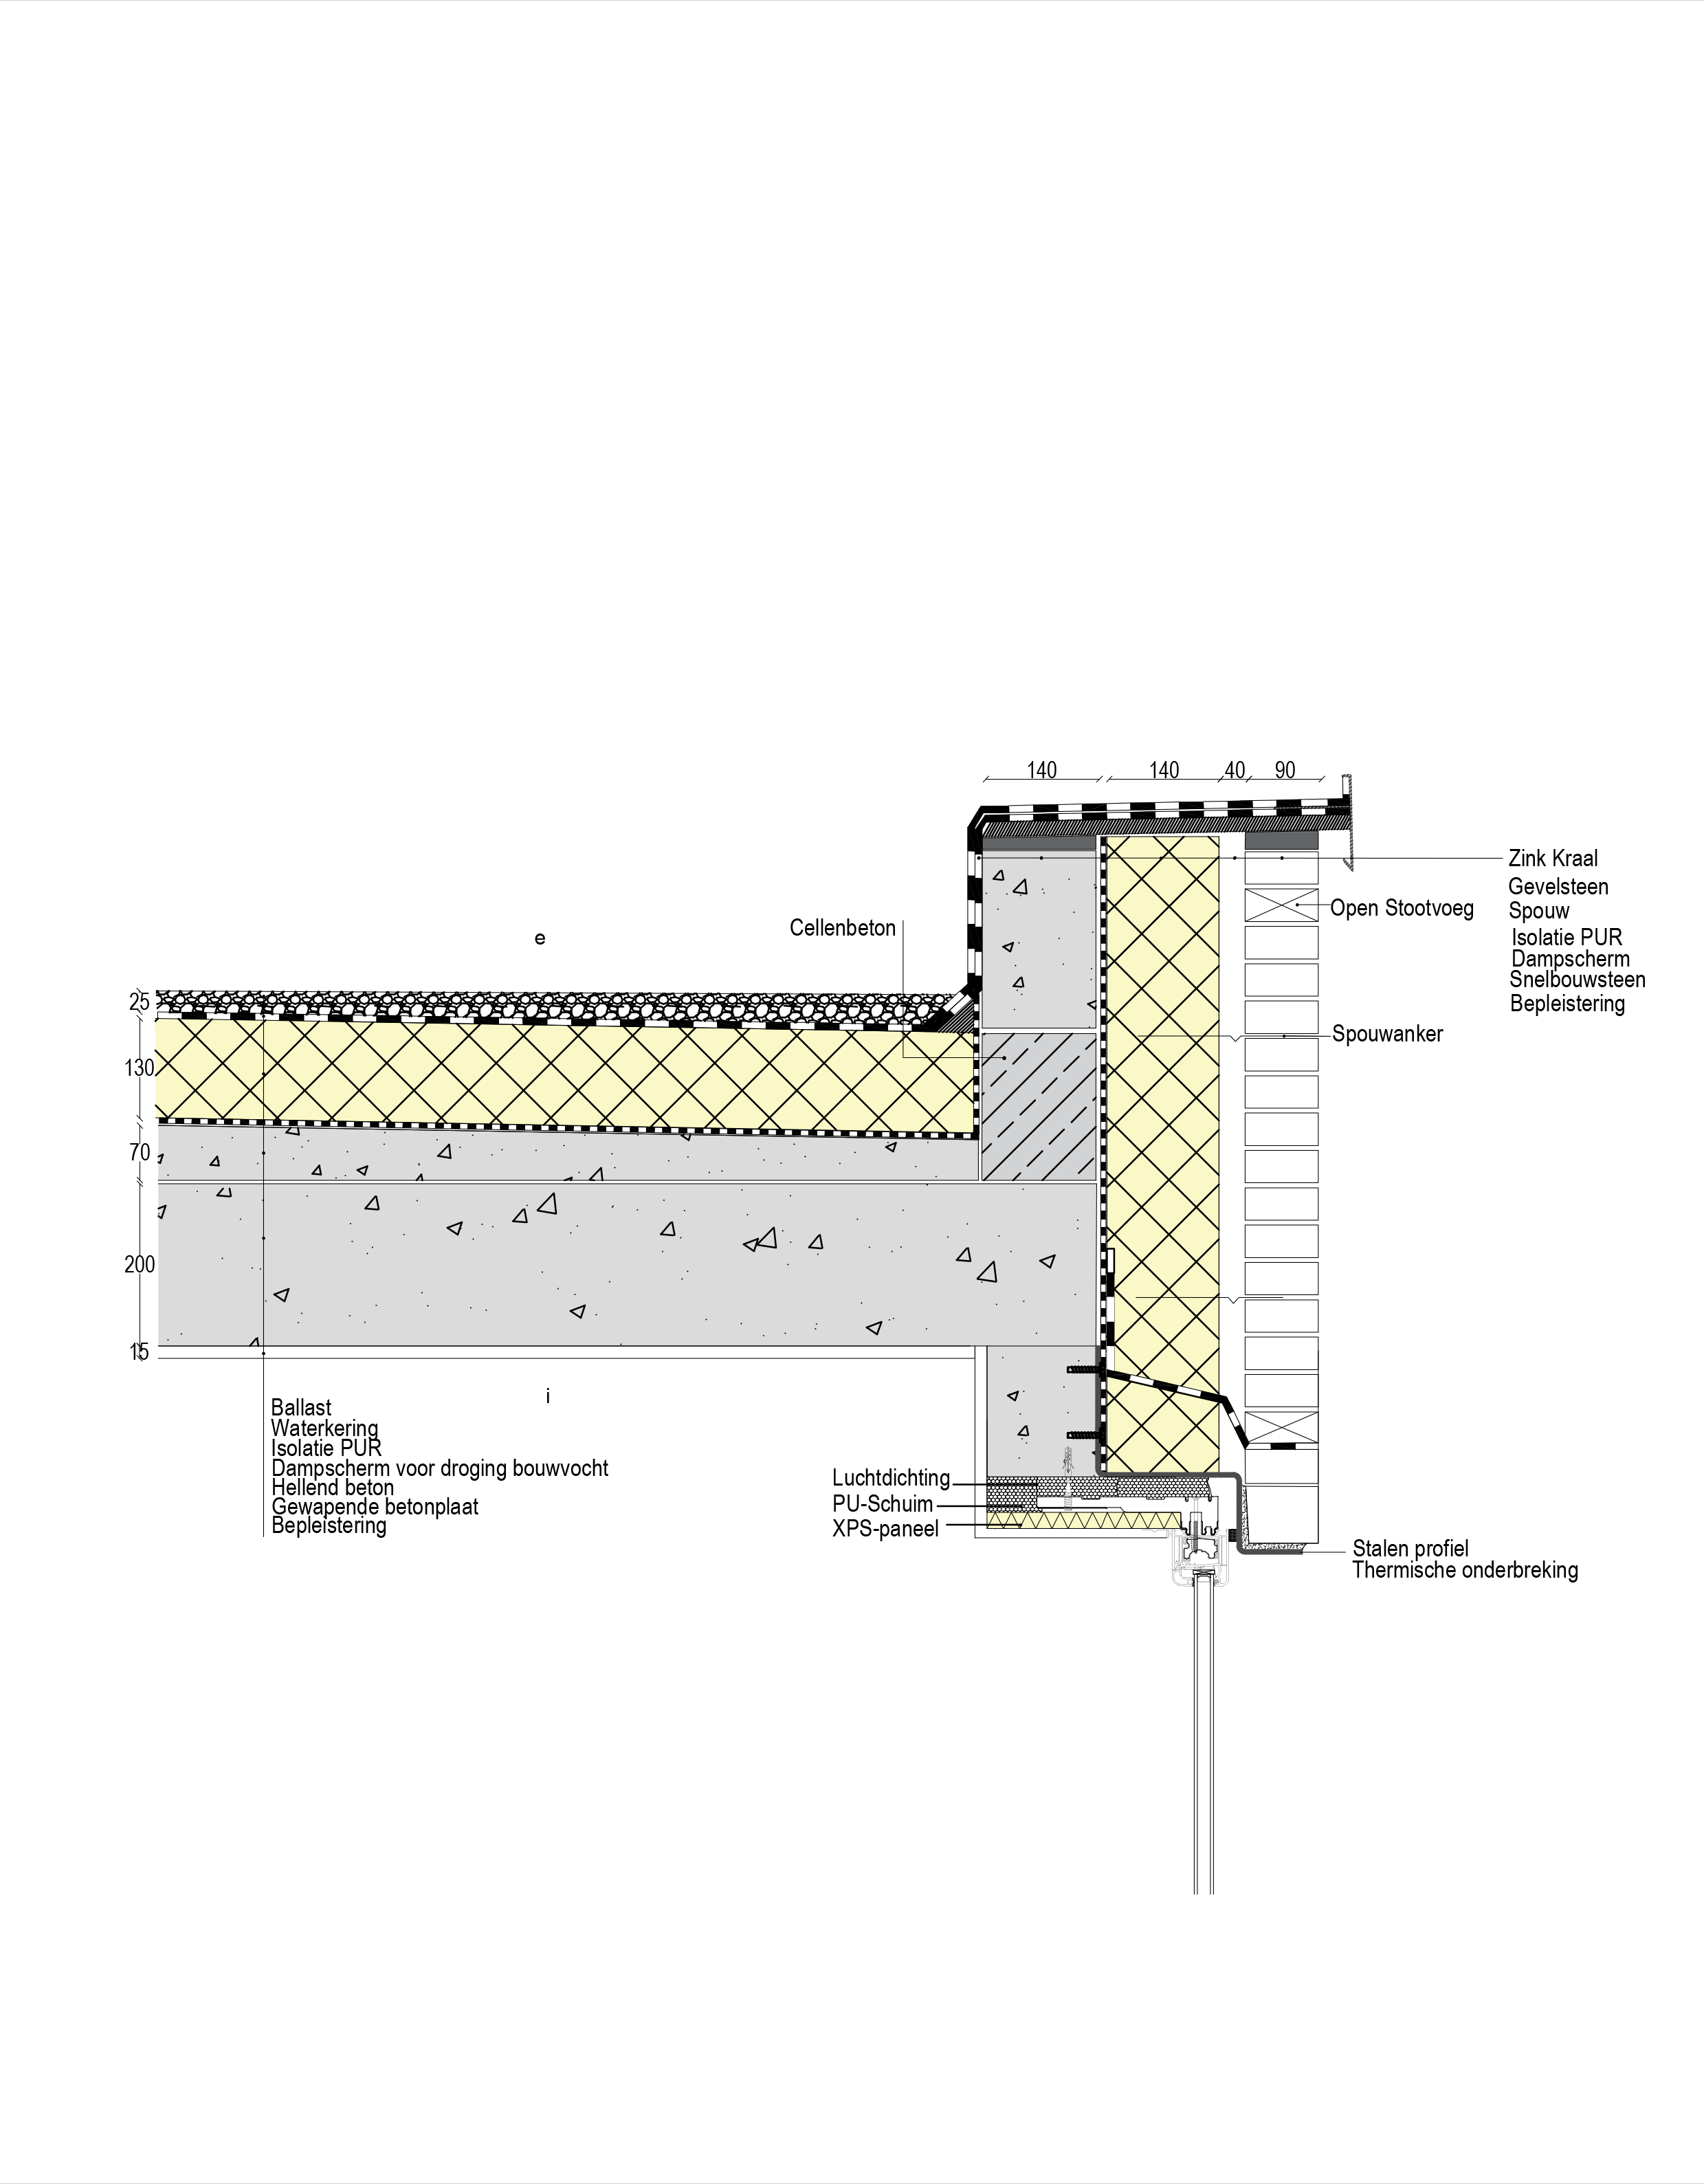 140
140
40
90
Zink Kraal
Gevelsteen
Open Stootvoeg
Spouw
Cellenbeton
Isolatie PUR
e
Dampscherm
Snelbouwsteen
25
Bepleistering
Spouwanker
130
70
200
15
i
Ballast
Waterkering
Isolatie PUR
Dampscherm voor droging bouwvocht
Luchtdichting
Hellend beton
PU-Schuim
Gewapende betonplaat
XPS-paneel
Bepleistering
Stalen profiel
Thermische onderbreking